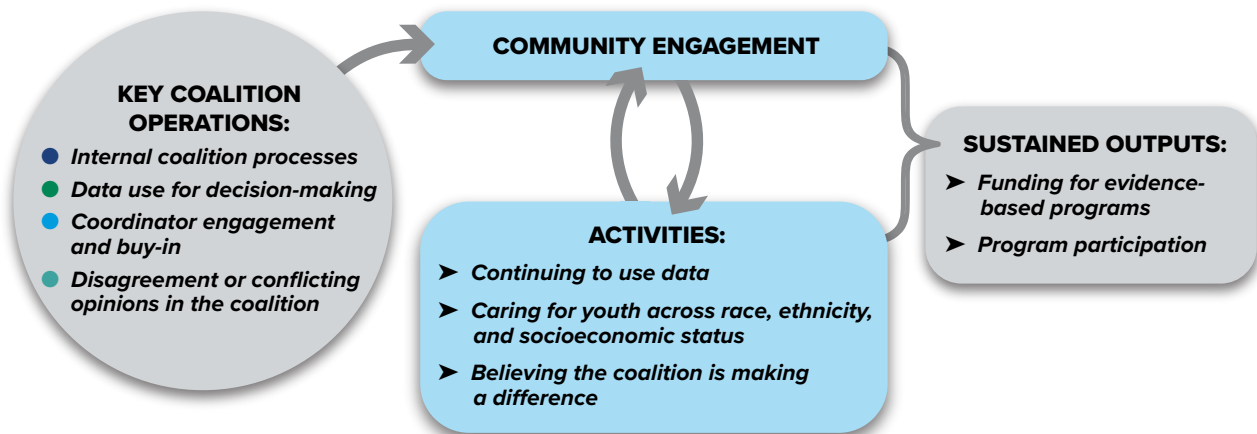 KEY COALITION
OPERATIONS:
Internal coalition processes
Data use for decision-making
Coordinator engagement
and buy-in
Disagreement or conflicting
opinions in the coalition
COMMUNITY ENGAGEMENT
ACTIVITIES:
➤ Continuing to use data
➤ Caring for youth across race, ethnicity,
and socioeconomic status
➤ Believing the coalition is making
a difference
SUSTAINED OUTPUTS:
➤ Funding for evidence-
based programs
➤ Program participation